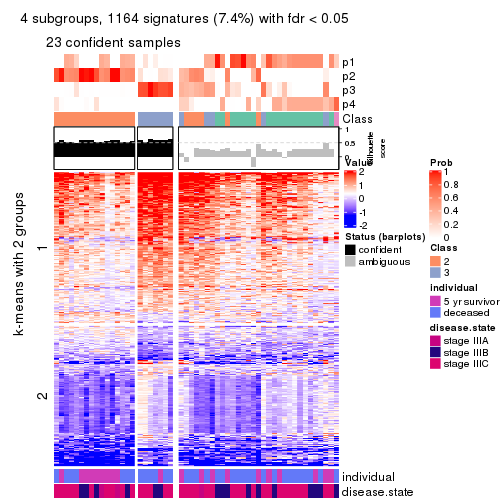 4 subgroups, 1164 signatures (7.4%) with fdr < 0.05
23 confident samples
p1
p2
p3
p4
Class
1
0.5
0
Silhouette
score
k-means with 2 groups
1
2
Value
2
1
0
-1
-2
Status (barplots)
confident
ambiguous
Prob
1
0.8
0.6
0.4
0.2
0
Class
2
3
individual
5 yr survivor
deceased
disease.state
stage IIIA
stage IIIB
stage IIIC
individual
disease.state